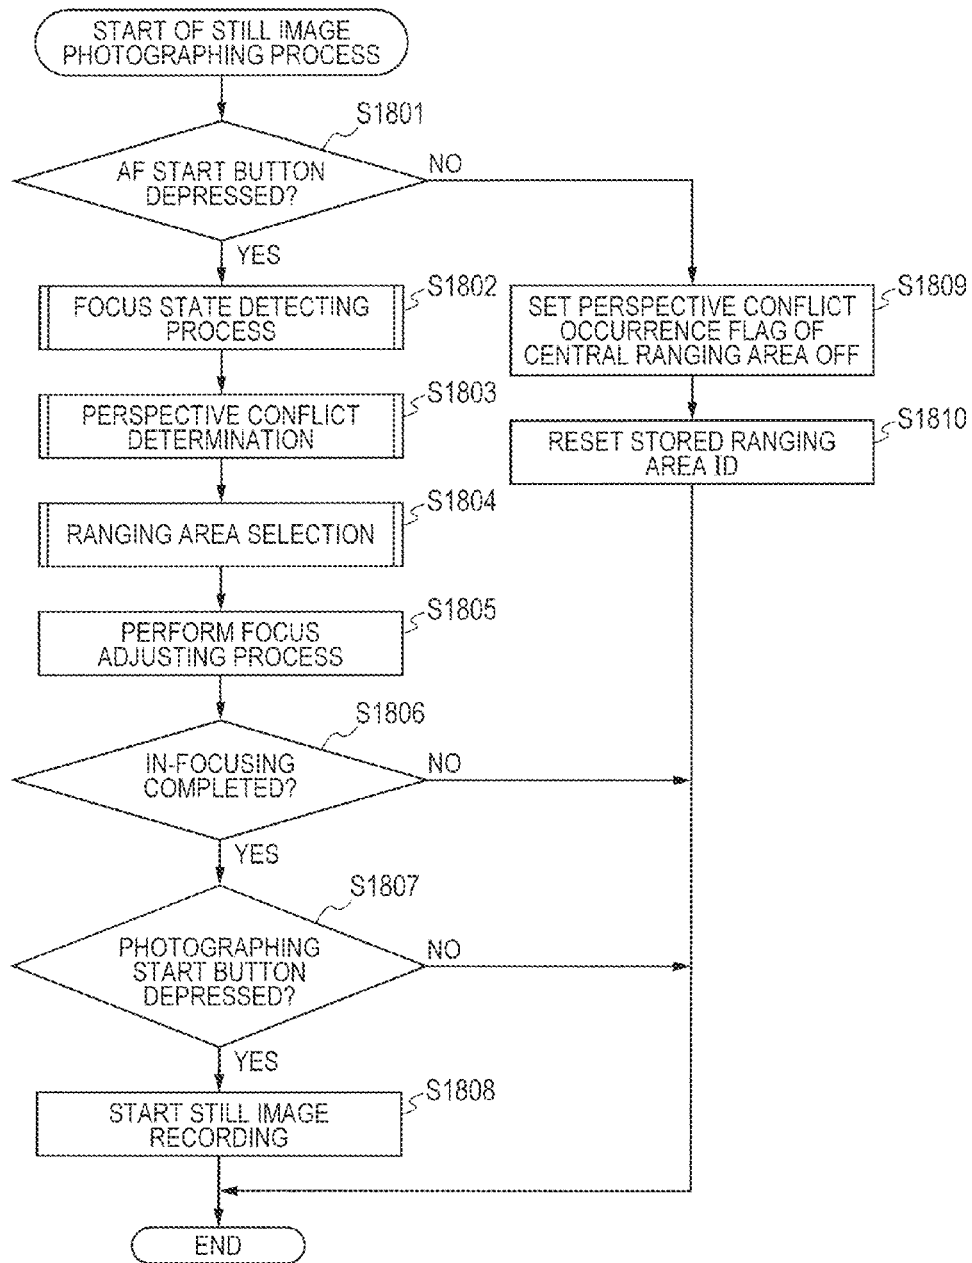 START OF STILL IMAGE
PHOTOGRAPHING PROCESS
S1801
AF START BUTTON
DEPRESSED?
NO
YES
S1802
FOCUS STATE DETECTING
PROCESS
S1809
SET PERSPECTIVE CONFLICT
OCCURRENCE FLAG OF
CENTRAL RANGING AREA OFF
S1803
PERSPECTIVE CONFLICT
DETERMINATION
S1810
RESET STORED RANGING
AREA ID
S1804
RANGING AREA SELECTION
S1805
PERFORM FOCUS
ADJUSTING PROCESS
S1806
IN-FOCUSING
COMPLETED?
NO
YES
S1807
PHOTOGRAPHING
START BUTTON
DEPRESSED?
NO
YES
S1808
START STILL IMAGE
RECORDING
END